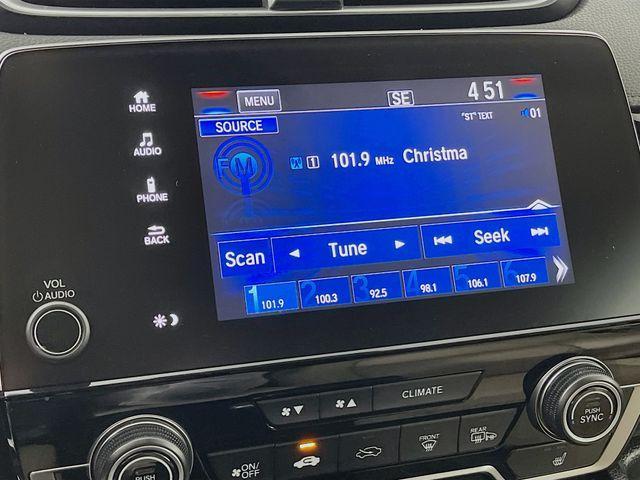 HOME
AUDIO
PHONE
BACK
VOL
AUDIO
MENU
SE
4 51
SOURCE
"ST" TEXT
01
FM
1 101.9 MHz Christma
Scan
Tune
Seek
1 101.9
2 100.3
3 92.5
4 98.1
5 106.1
6 107.9
CLIMATE
PUSH
SYNC
PUSH
ON/
OFF
FRONT
REAR